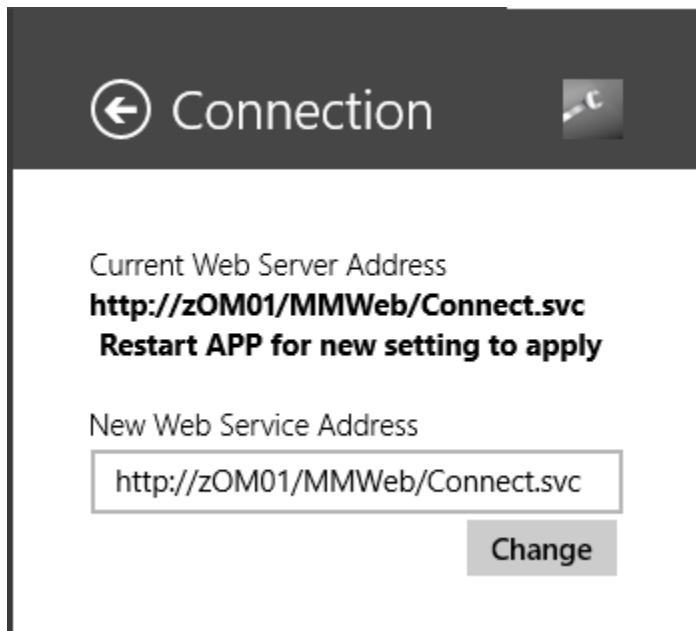 Connection
Current Web Server Address
http://zOM01/MMWeb/Connect.svc
Restart APP for new setting to apply
New Web Service Address
http://zOM01/MMWeb/Connect.svc
Change